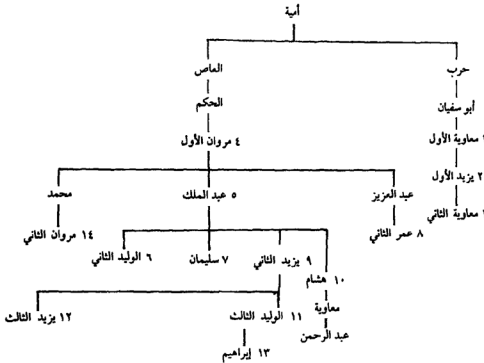 أمية
حرب
العاص
أبو سفيان
الحكم
معاوية الأول
٤ مروان الأول
٢ يزيد الأول
معاوية الثاني
عبد العزيز
٥ عبد الملك
محمد
٨ عمر الثاني
١٤ مروان الثاني
١٠ هشام
٩ يزيد الثاني
٧ سليمان
٦ الوليد الثاني
معاوية
عبد الرحمن
١١ الوليد الثالث
١٢ يزيد الثالث
١٣ إبراهيم